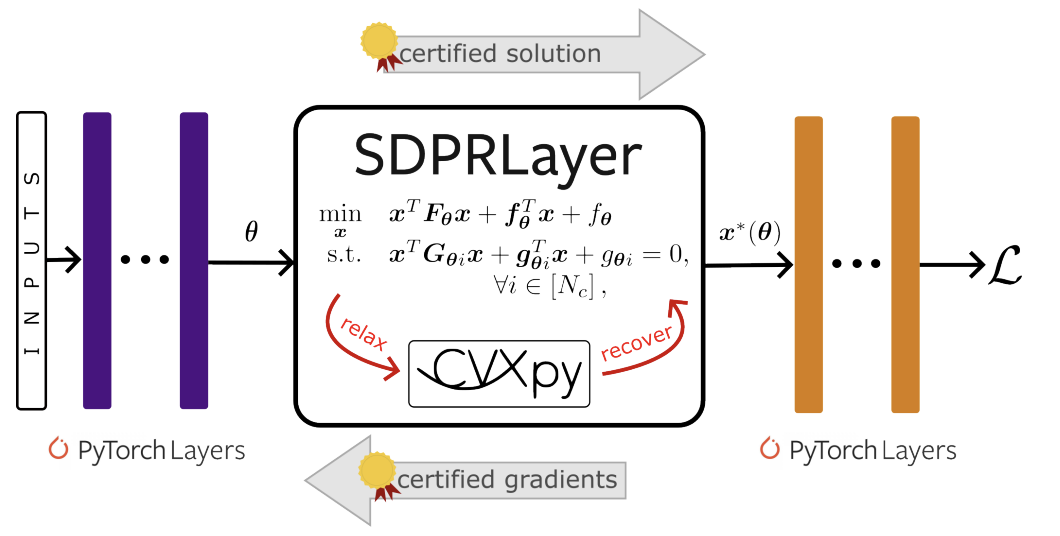 certified solution
INPUTS
SDPRLayer
min x x^T F_θ x + f_θ^T x + f_θ
s.t. x^T G_θi x + g_θi^T x + g_θi = 0,
∀i ∈ [N_c],
θ
x*(θ)
ℒ
relax
CVXpy
recover
PyTorch Layers
PyTorch Layers
certified gradients